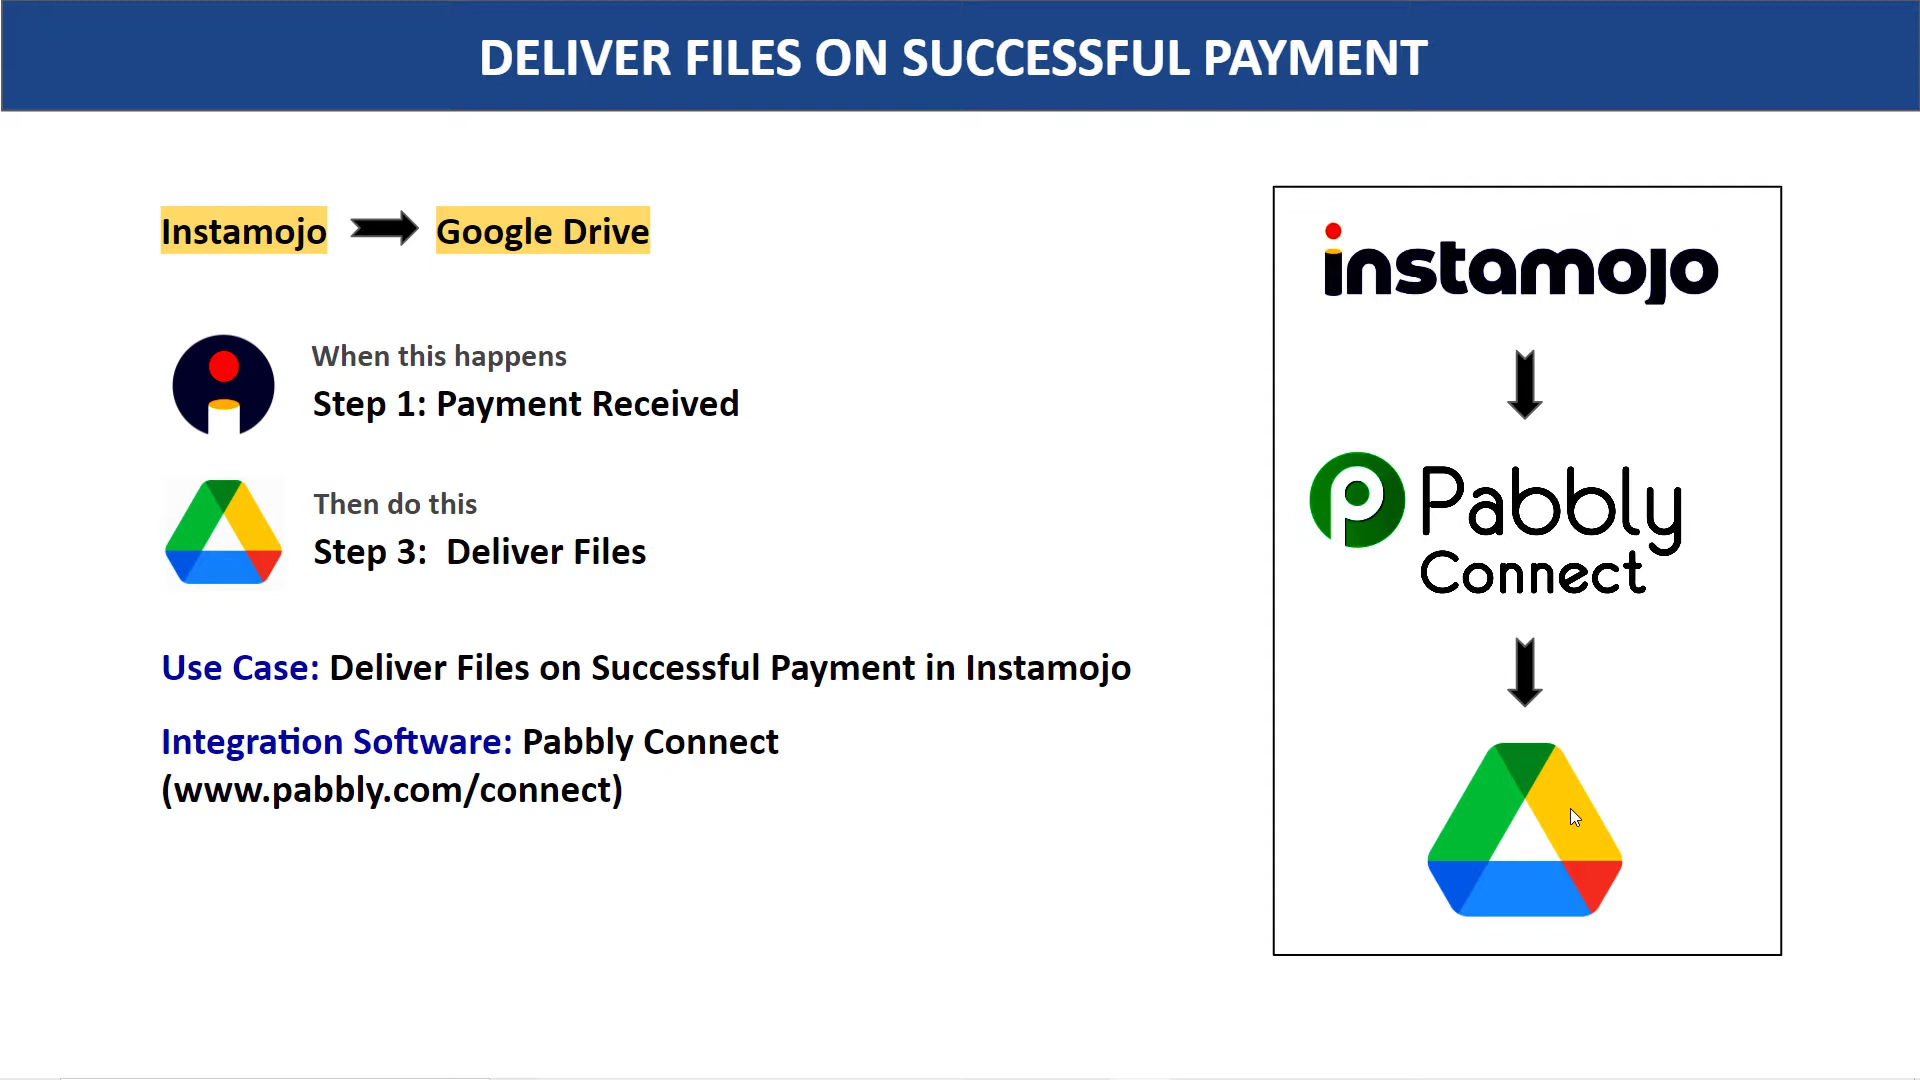 DELIVER FILES ON SUCCESSFUL PAYMENT
Instamojo
Google Drive
When this happens
Step 1: Payment Received
Then do this
Step 3: Deliver Files
Use Case: Deliver Files on Successful Payment in Instamojo
Integration Software: Pabbly Connect
(www.pabbly.com/connect)
instamojo
Pabbly
Connect